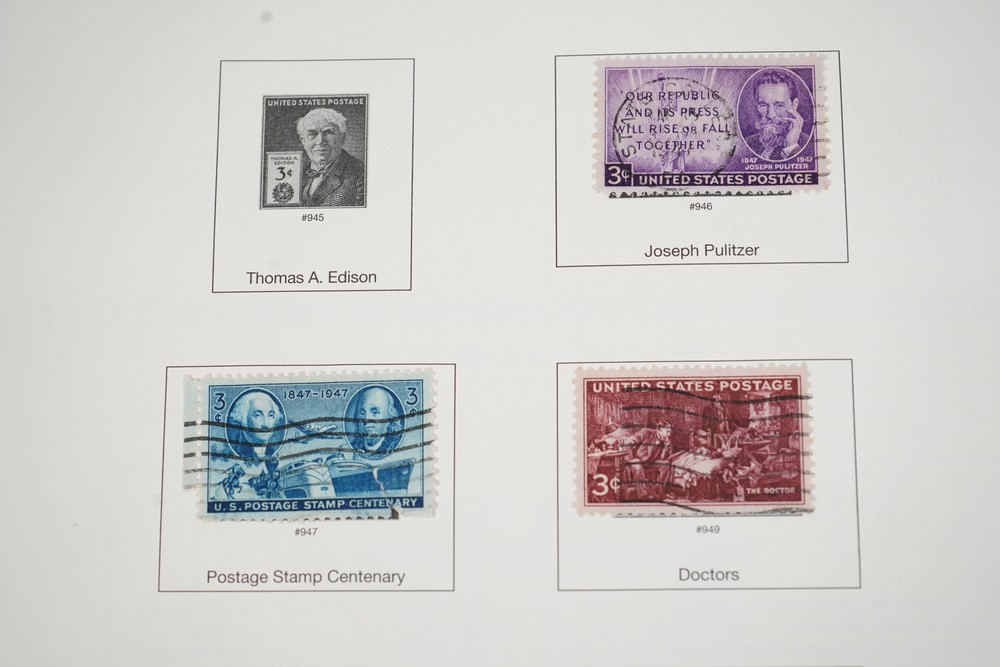 UNITED STATES POSTAGE
THOMAS A.
EDISON
3¢
#945
Thomas A. Edison
"OUR REPUBLIC
AND ITS PRESS
WILL RISE OR FALL
TOGETHER"
1847 1947
JOSEPH PULITZER
3¢ UNITED STATES POSTAGE
#946
Joseph Pulitzer
3¢ 1847-1947 3¢
U.S. POSTAGE STAMP CENTENARY
#947
Postage Stamp Centenary
UNITED STATES POSTAGE
3¢ THE DOCTOR
#949
Doctors